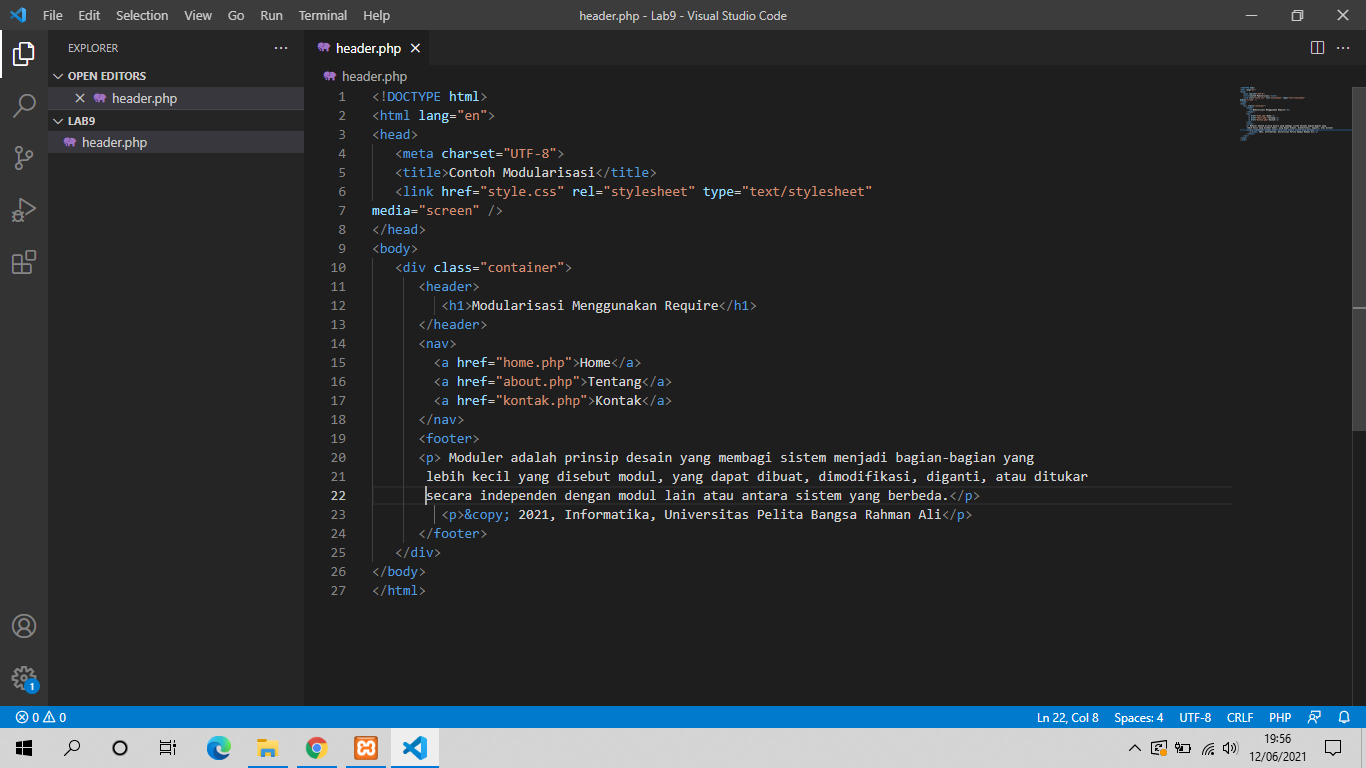 File Edit Selection View Go Run Terminal Help
header.php - Lab9 - Visual Studio Code
EXPLORER
OPEN EDITORS
header.php
LAB9
header.php
header.php
header.php
1 <!DOCTYPE html>
2 <html lang="en">
3 <head>
4 <meta charset="UTF-8">
5 <title>Contoh Modularisasi</title>
6 <link href="style.css" rel="stylesheet" type="text/stylesheet"
7 media="screen" />
8 </head>
9 <body>
10 <div class="container">
11 <header>
12 <h1>Modularisasi Menggunakan Require</h1>
13 </header>
14 <nav>
15 <a href="home.php">Home</a>
16 <a href="about.php">Tentang</a>
17 <a href="kontak.php">Kontak</a>
18 </nav>
19 <footer>
20 <p> Moduler adalah prinsip desain yang membagi sistem menjadi bagian-bagian yang
21 lebih kecil yang disebut modul, yang dapat dibuat, dimodifikasi, diganti, atau ditukar
22 secara independen dengan modul lain atau antara sistem yang berbeda.</p>
23 <p>&copy; 2021, Informatika, Universitas Pelita Bangsa Rahman Ali</p>
24 </footer>
25 </div>
26 </body>
27 </html>
1
0 0
Ln 22, Col 8 Spaces: 4 UTF-8 CRLF PHP
19:56
12/06/2021